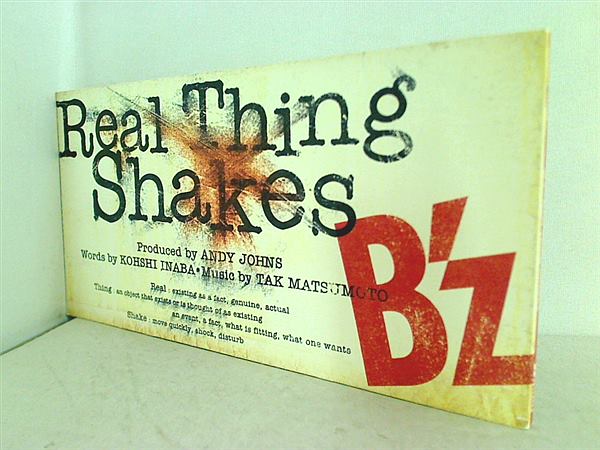 Real Thing
Shakes
B'z
Produced by ANDY JOHNS
Words by KOHSHI INABA•Music by TAK MATSUMOTO
Real : existing as a fact, genuine, actual
Thing : an object that exists or is thought of as existing
an event, a fact, what is fitting, what one wants
Shake : move quickly, shock, disturb